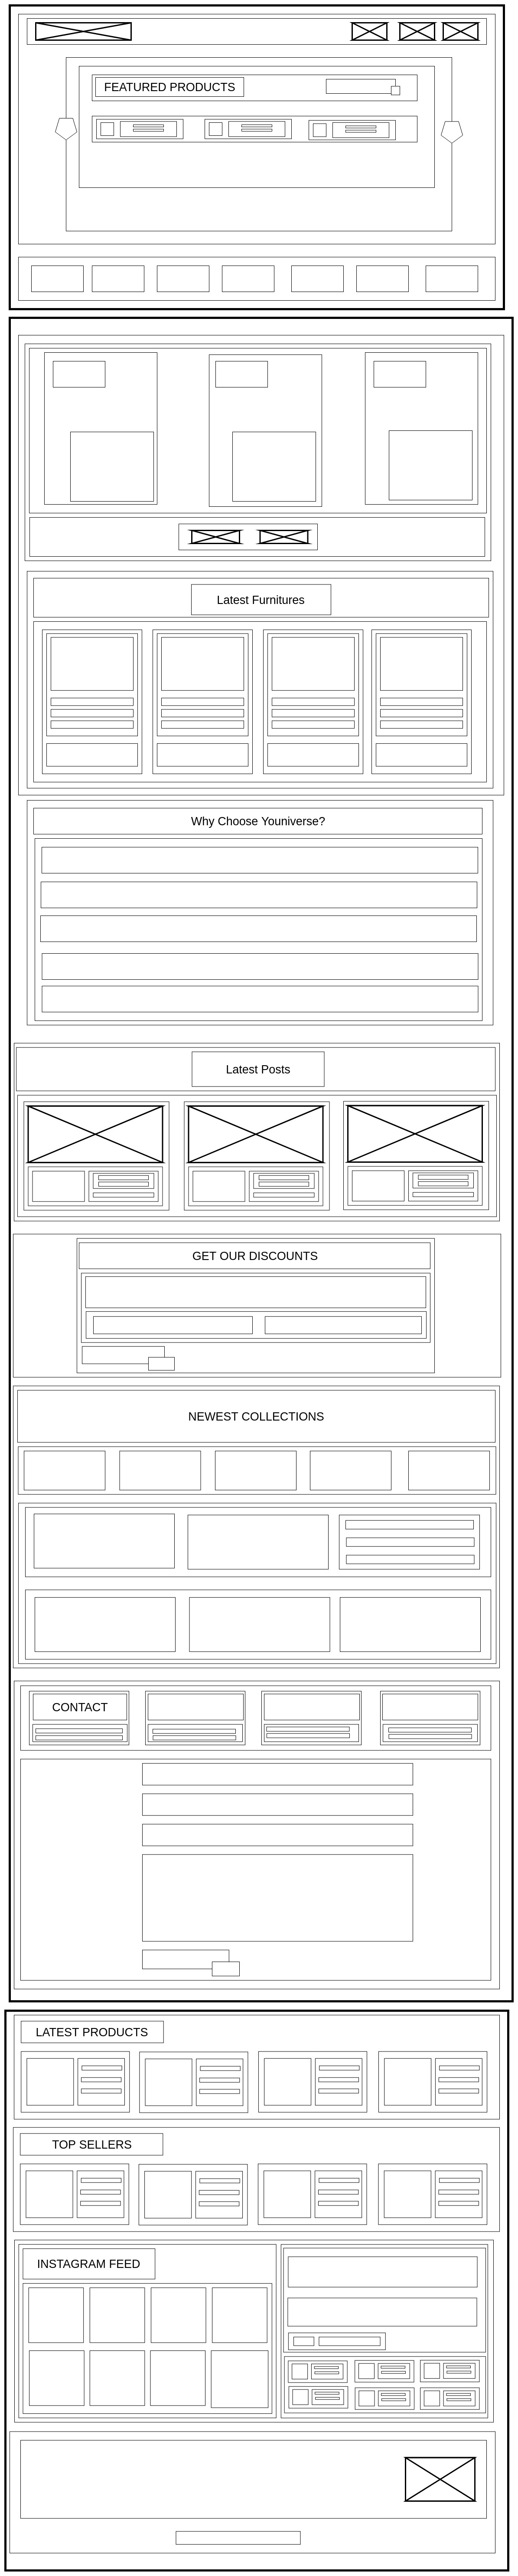 FEATURED PRODUCTS
Latest Furnitures
Why Choose Youniverse?
Latest Posts
GET OUR DISCOUNTS
NEWEST COLLECTIONS
CONTACT
LATEST PRODUCTS
TOP SELLERS
INSTAGRAM FEED